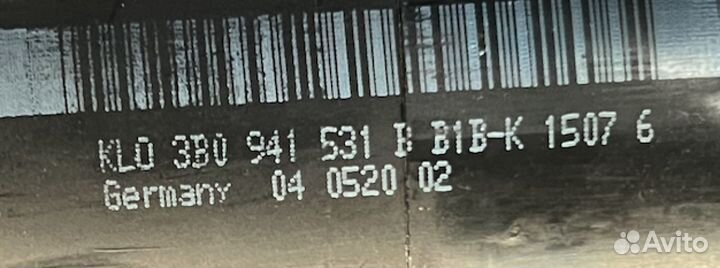 KLO 3B0 941 531 B B1B-K 1507 6
Germany 04 0520 02
Avito